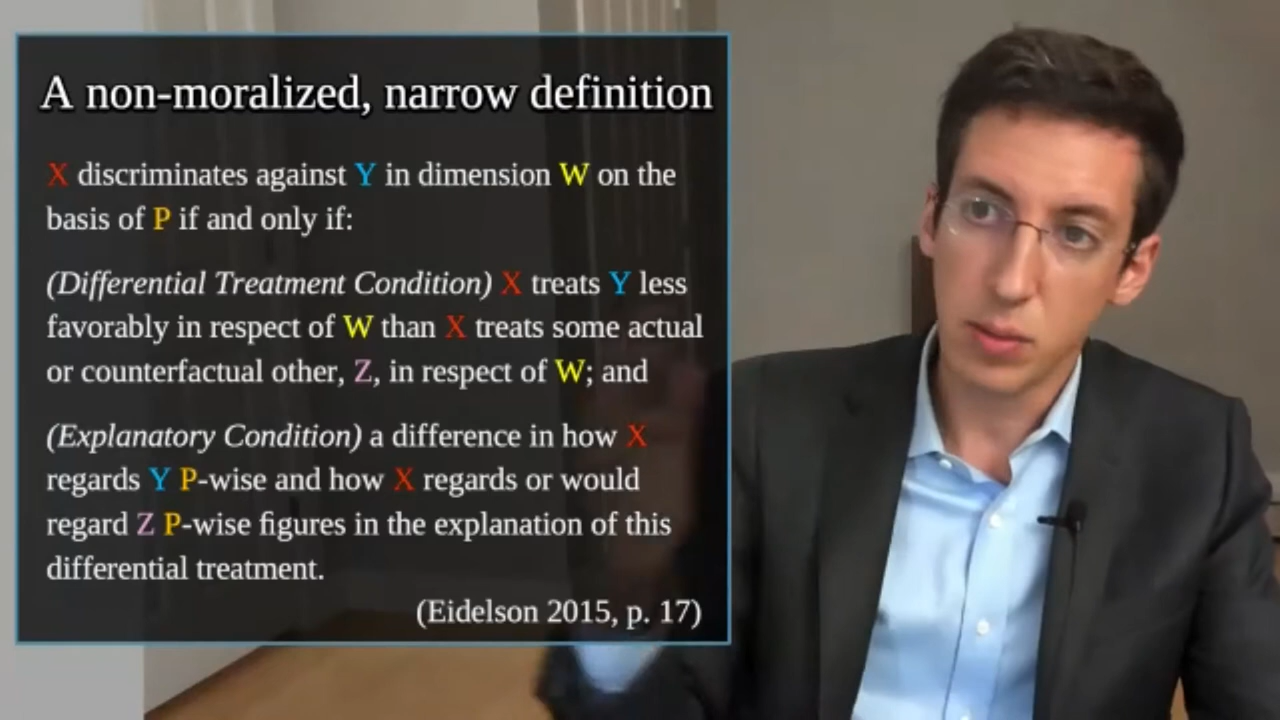 A non-moralized, narrow definition
X discriminates against Y in dimension W on the
basis of P if and only if:
(Differential Treatment Condition) X treats Y less
favorably in respect of W than X treats some actual
or counterfactual other, Z, in respect of W; and
(Explanatory Condition) a difference in how X
regards Y P-wise and how X regards or would
regard Z P-wise figures in the explanation of this
differential treatment.
(Eidelson 2015, p. 17)